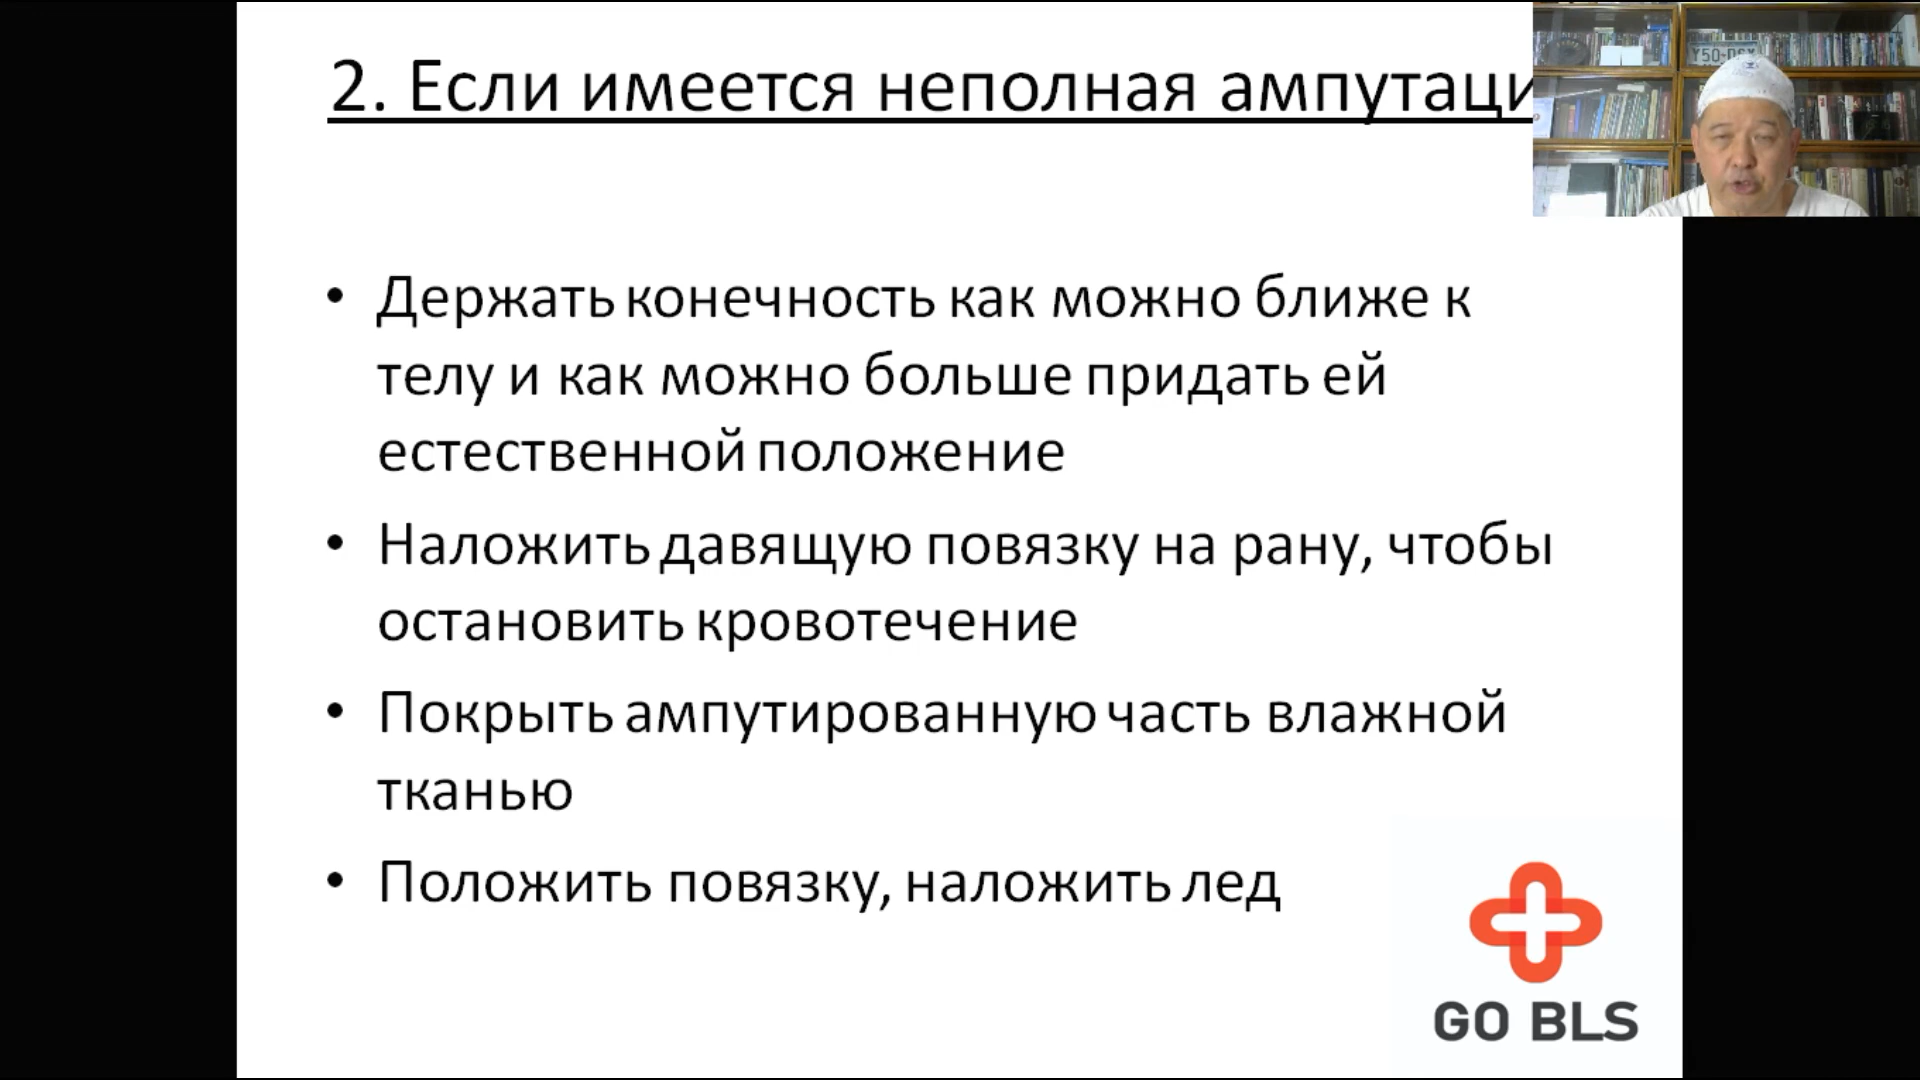 2. Если имеется неполная ампутаци
Держать конечность как можно ближе к
телу и как можно больше придать ей
естественной положение
Наложить давящую повязку на рану, чтобы
остановить кровотечение
Покрыть ампутированную часть влажной
тканью
Положить повязку, наложить лед
GO BLS